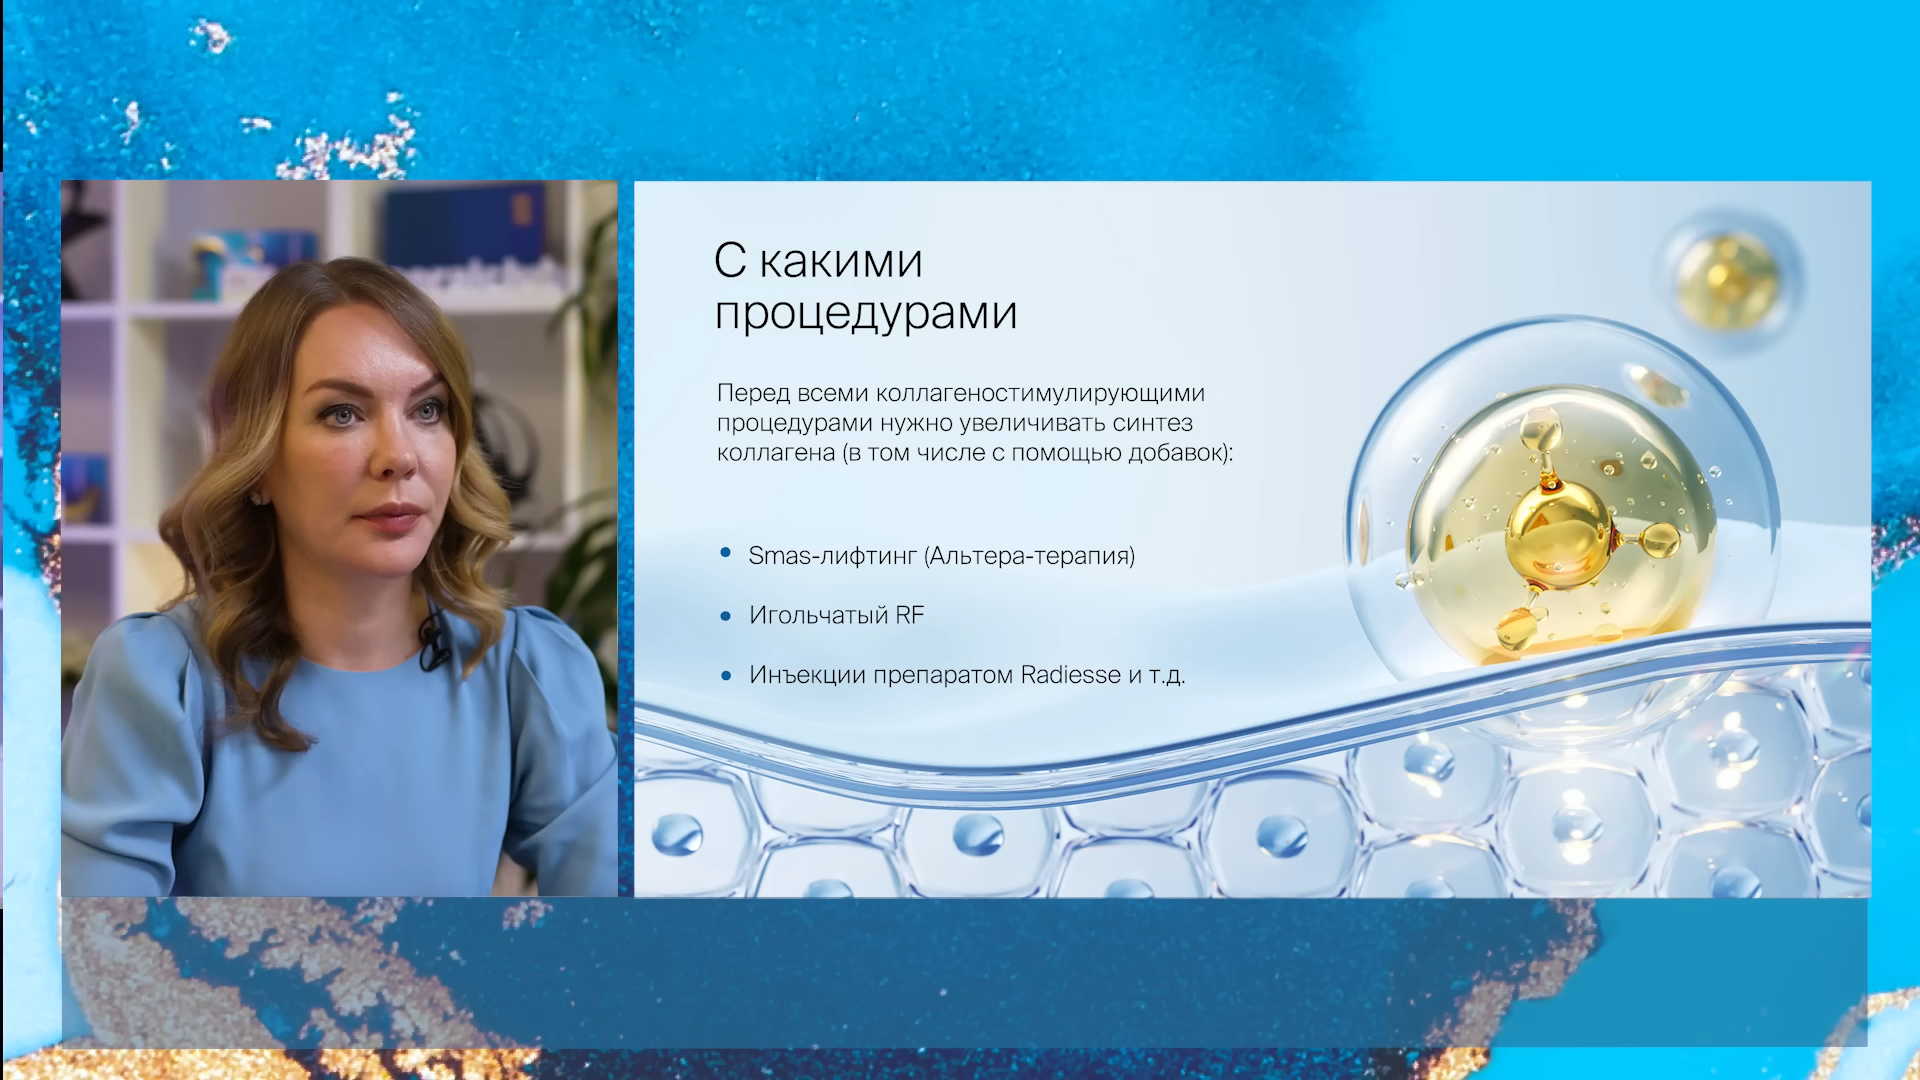 С какими
процедурами
Перед всеми коллагеностимулирующими
процедурами нужно увеличивать синтез
коллагена (в том числе с помощью добавок):
• Smas-лифтинг (Альтера-терапия)
• Игольчатый RF
• Инъекции препаратом Radiesse и т.д.